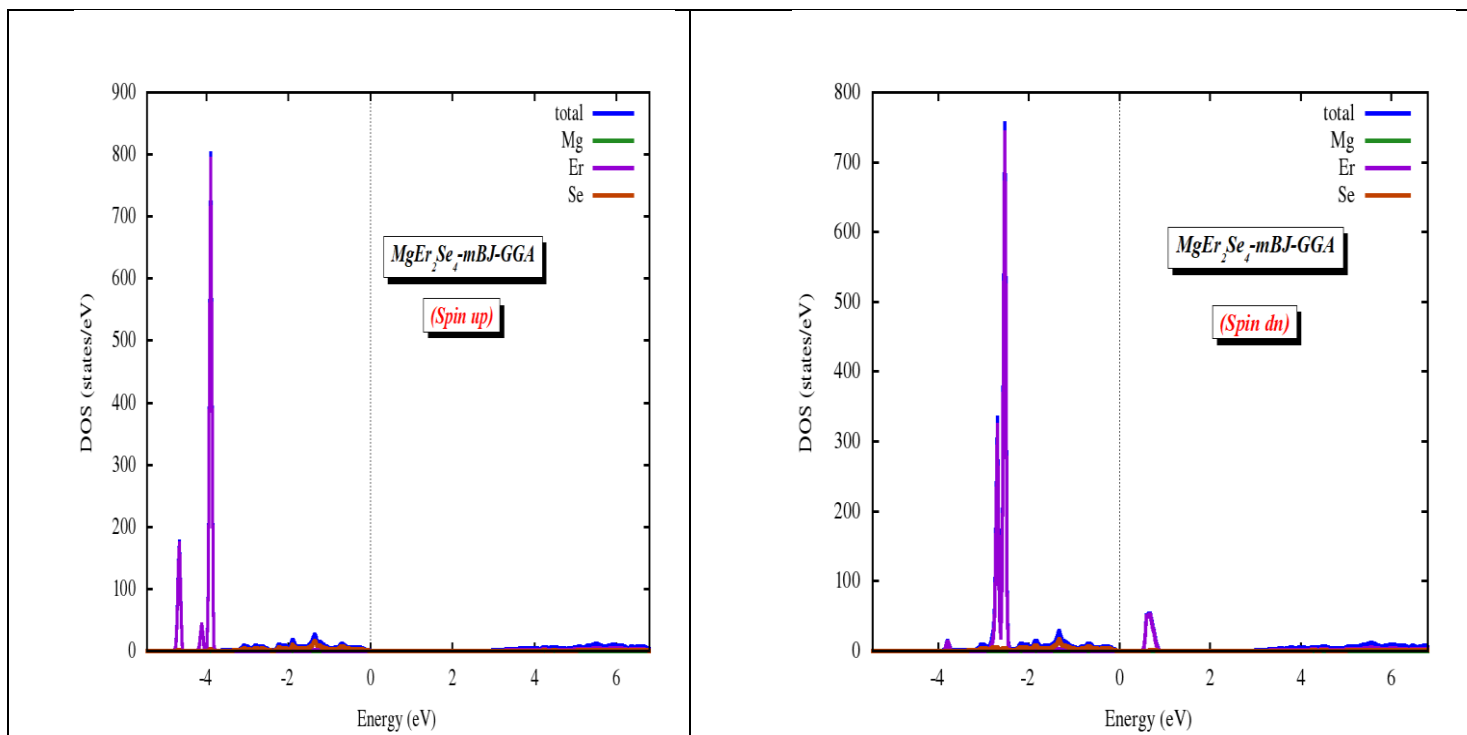 900
800
700
600
500
400
300
200
100
0
DOS (states/eV)
total
Mg
Er
Se
MgEr₂Se₄-mBJ-GGA
(Spin up)
-4 -2 0 2 4 6
Energy (eV)
800
700
600
500
400
300
200
100
0
DOS (states/eV)
total
Mg
Er
Se
MgEr₂Se₄-mBJ-GGA
(Spin dn)
-4 -2 0 2 4 6
Energy (eV)